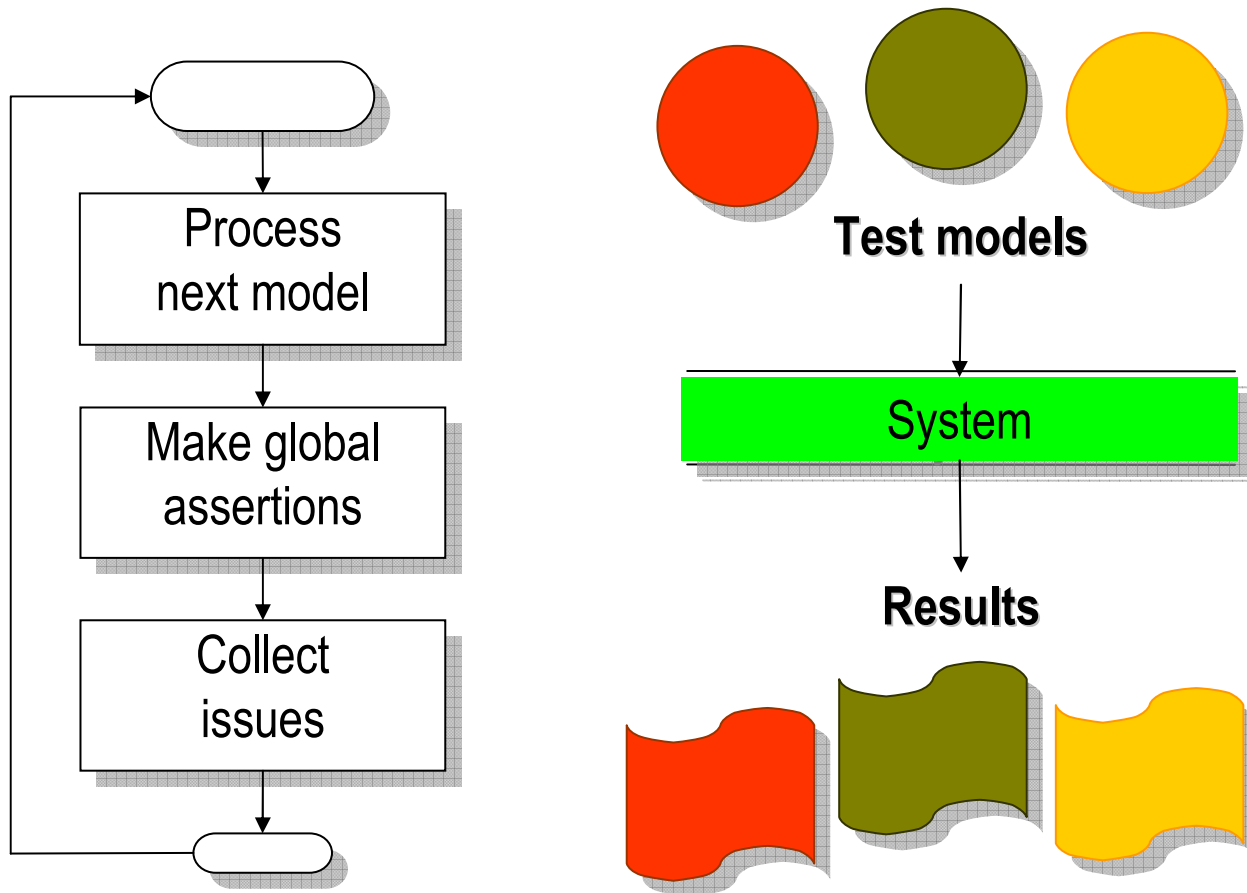 Process
next model
Make global
assertions
Collect
issues
Test models
System
Results